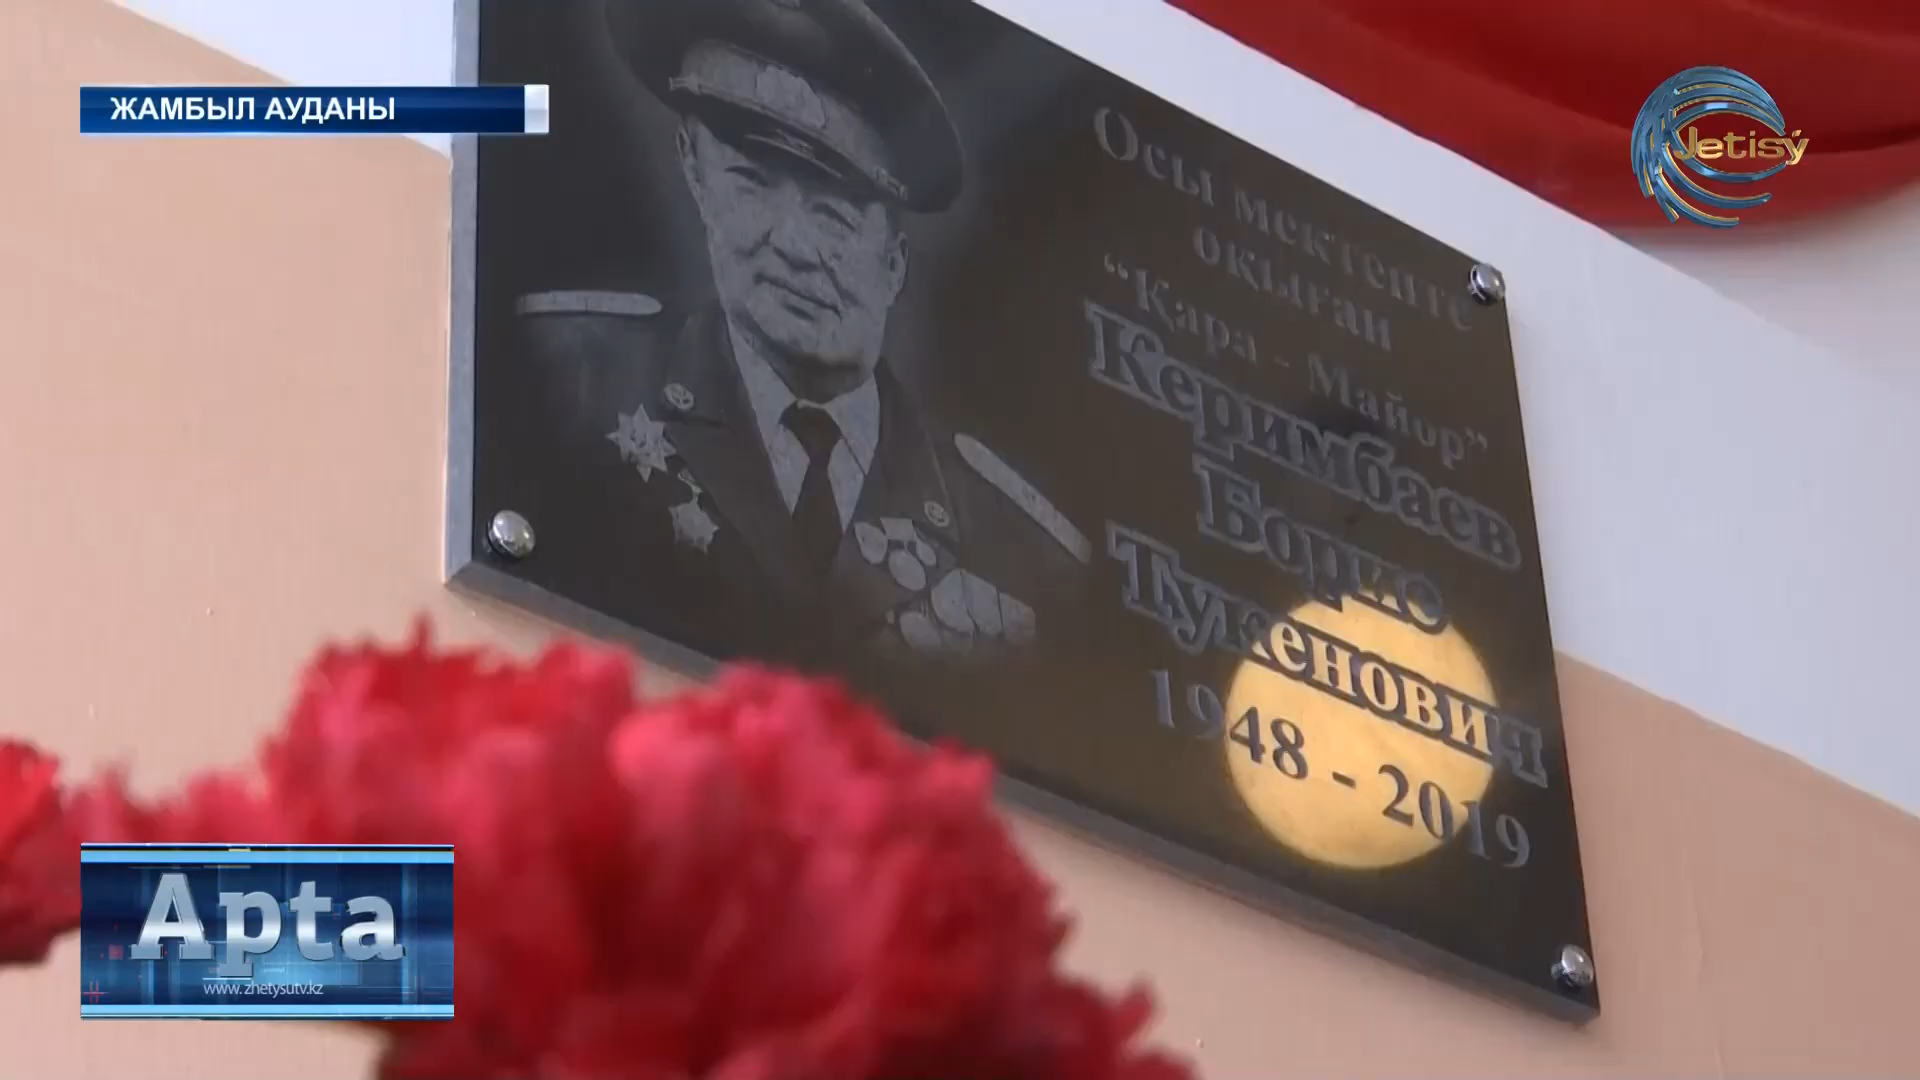 ЖАМБЫЛ АУДАНЫ
Jetisý
Осы мектепте
оқыған
“Қара - Майор”
Керимбаев
Борис
Тукенович
1948 - 2019
Apta
www.zhetysutv.kz